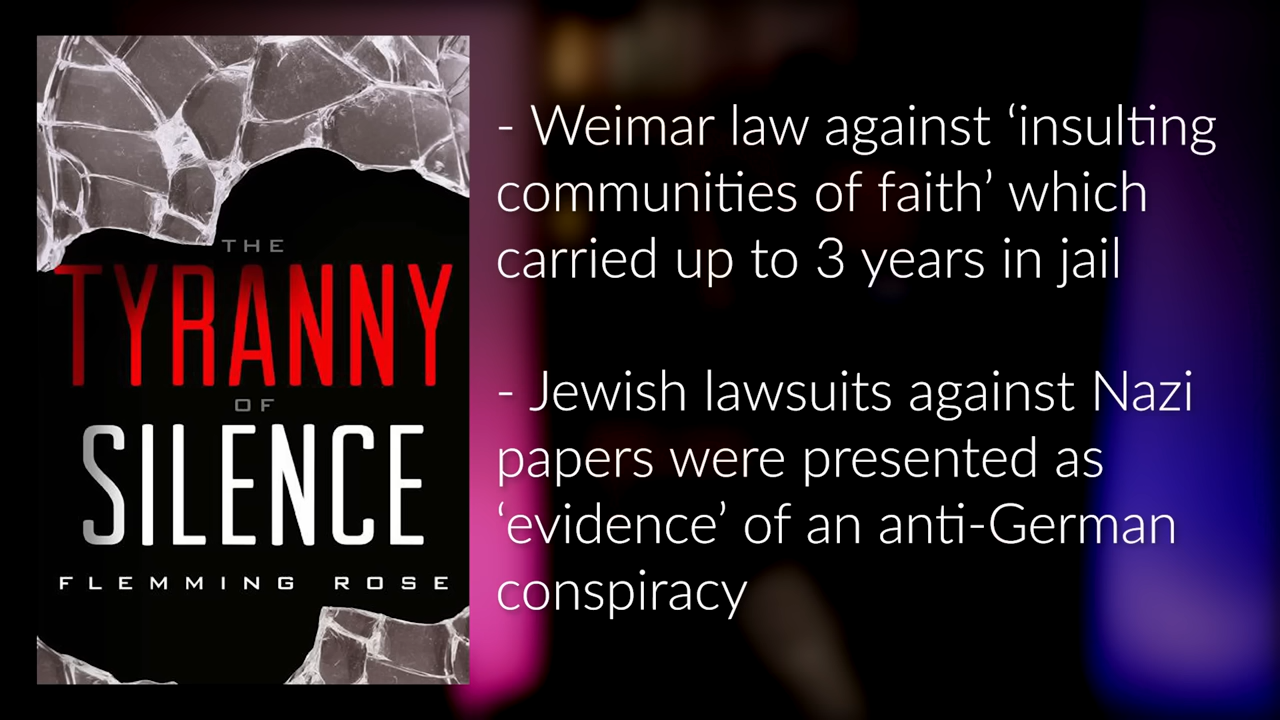 THE
TYRANNY
OF
SILENCE
FLEMMING ROSE
- Weimar law against ‘insulting
communities of faith’ which
carried up to 3 years in jail
- Jewish lawsuits against Nazi
papers were presented as
‘evidence’ of an anti-German
conspiracy